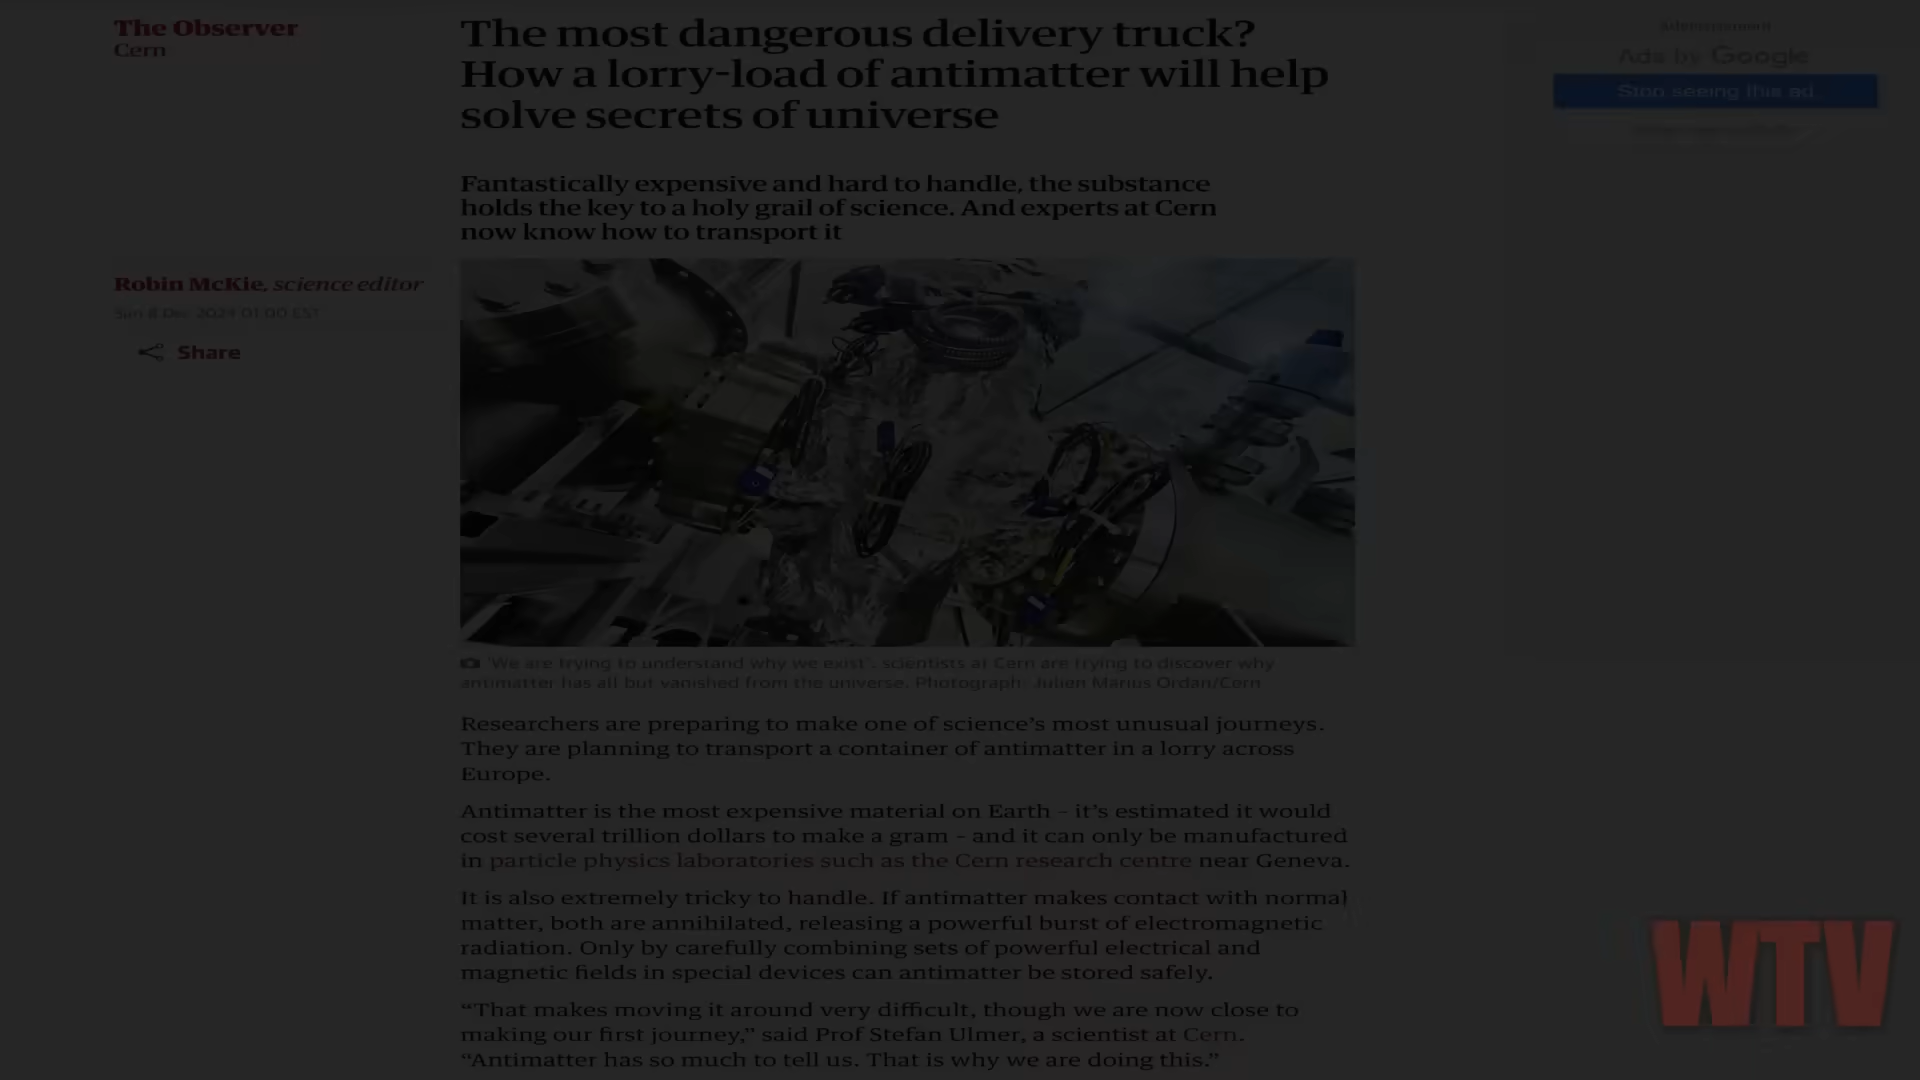 The Observer
Cern
The most dangerous delivery truck?
How a lorry-load of antimatter will help
solve secrets of universe
Advertisement
Ads by Google
Stop seeing this ad
Fantastically expensive and hard to handle, the substance
holds the key to a holy grail of science. And experts at Cern
now know how to transport it
Robin McKie, science editor
Sun 8 Dec 2024 01.00 EST
Share
‘We are trying to understand why we exist’: scientists at Cern are trying to discover why
antimatter has all but vanished from the universe. Photograph: Julien Marius Ordan/Cern
Researchers are preparing to make one of science’s most unusual journeys.
They are planning to transport a container of antimatter in a lorry across
Europe.
Antimatter is the most expensive material on Earth – it’s estimated it would
cost several trillion dollars to make a gram – and it can only be manufactured
in particle physics laboratories such as the Cern research centre near Geneva.
It is also extremely tricky to handle. If antimatter makes contact with normal
matter, both are annihilated, releasing a powerful burst of electromagnetic
radiation. Only by carefully combining sets of powerful electrical and
magnetic fields in special devices can antimatter be stored safely.
“That makes moving it around very difficult, though we are now close to
making our first journey,” said Prof Stefan Ulmer, a scientist at Cern.
“Antimatter has so much to tell us. That is why we are doing this.”
WTV